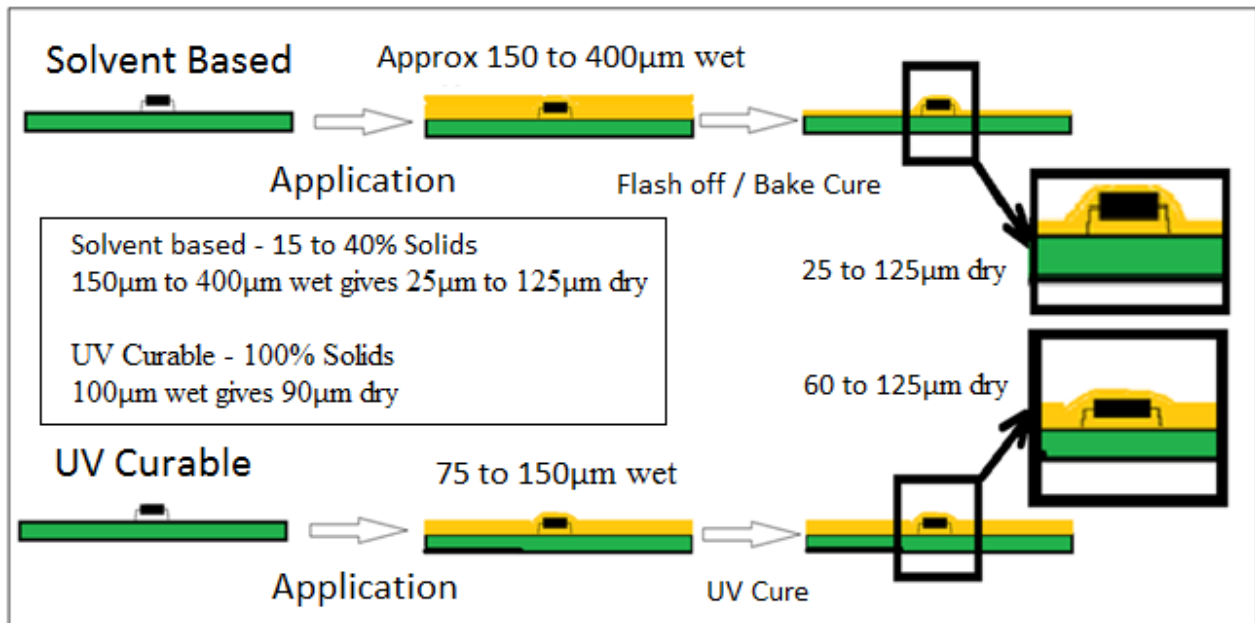 Solvent Based
Approx 150 to 400µm wet
Application
Flash off / Bake Cure
Solvent based - 15 to 40% Solids
150µm to 400µm wet gives 25µm to 125µm dry
UV Curable - 100% Solids
100µm wet gives 90µm dry
25 to 125µm dry
60 to 125µm dry
UV Curable
75 to 150µm wet
Application
UV Cure